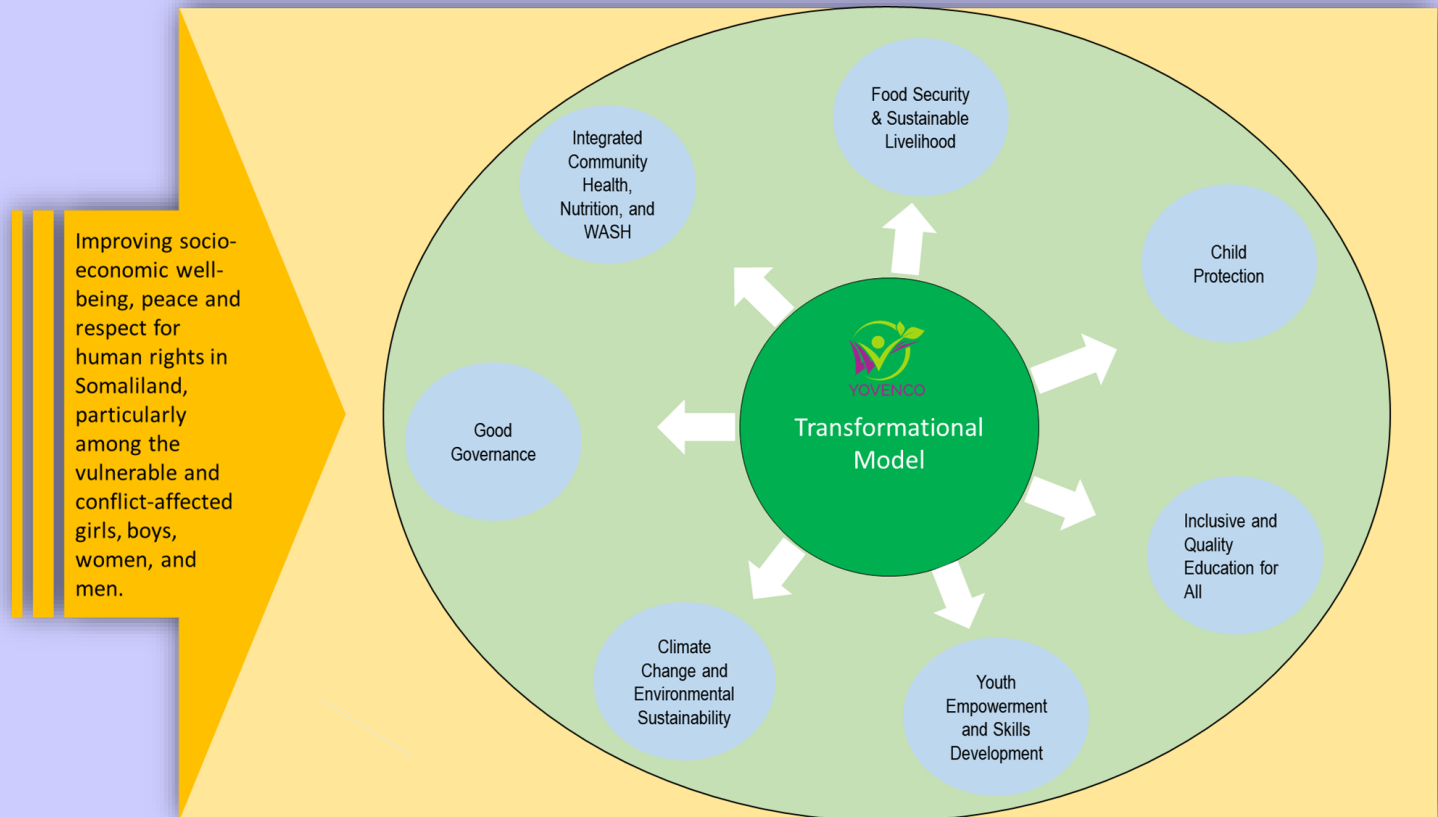 Improving socio-
economic well-
being, peace and
respect for
human rights in
Somaliland,
particularly
among the
vulnerable and
conflict-affected
girls, boys,
women, and
men.
Integrated
Community
Health,
Nutrition, and
WASH
Food Security
& Sustainable
Livelihood
Child
Protection
Good
Governance
YOVENCO
Transformational
Model
Inclusive and
Quality
Education for
All
Climate
Change and
Environmental
Sustainability
Youth
Empowerment
and Skills
Development